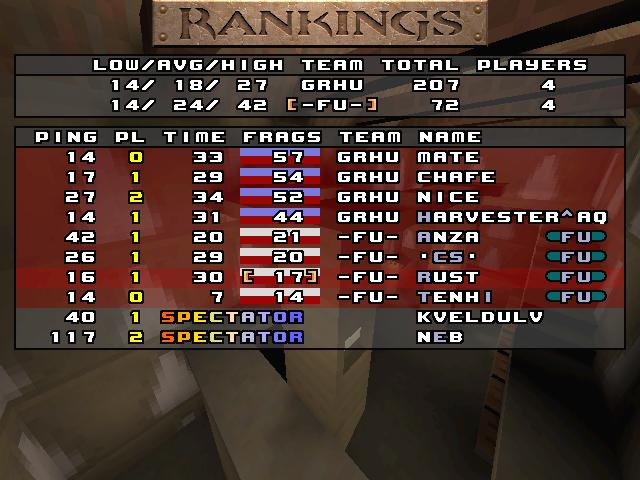 RANKINGS
LOW/AVG/HIGH TEAM TOTAL PLAYERS
14/ 18/ 27 GRHU 207 4
14/ 24/ 42 [-FU-] 72 4
PING PL TIME FRAGS TEAM NAME
14 0 33 57 GRHU MATE
17 1 29 54 GRHU CHAFE
27 2 34 52 GRHU NICE
14 1 31 44 GRHU HARVESTER^AQ
42 1 20 21 -FU- ANZA FU
26 1 29 20 -FU- ·CS· FU
16 1 30 [ 17] -FU- RUST FU
14 0 7 14 -FU- TENHI FU
40 1 SPECTATOR KVELDULV
117 2 SPECTATOR NEB